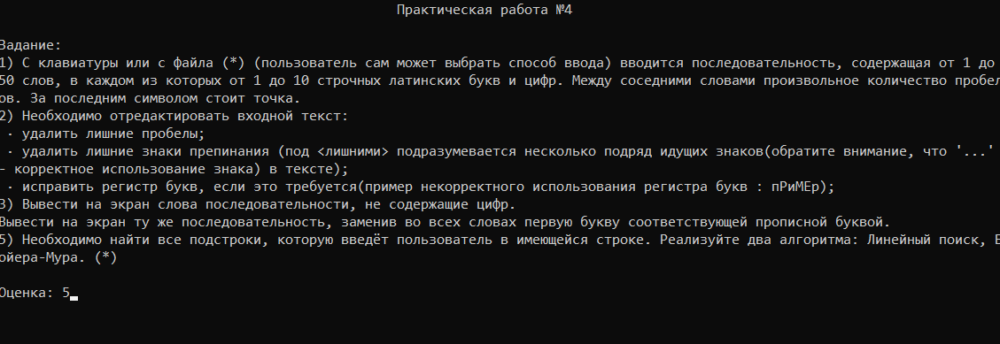 Практическая работа №4
Задание:
1) С клавиатуры или с файла (*) (пользователь сам может выбрать способ ввода) вводится последовательность, содержащая от 1 до
50 слов, в каждом из которых от 1 до 10 строчных латинских букв и цифр. Между соседними словами произвольное количество пробел
ов. За последним символом стоит точка.
2) Необходимо отредактировать входной текст:
· удалить лишние пробелы;
· удалить лишние знаки препинания (под <лишними> подразумевается несколько подряд идущих знаков(обратите внимание, что '...'
- корректное использование знака) в тексте);
· исправить регистр букв, если это требуется(пример некорректного использования регистра букв : пРиМЕр);
3) Вывести на экран слова последовательности, не содержащие цифр.
Вывести на экран ту же последовательность, заменив во всех словах первую букву соответствующей прописной буквой.
5) Необходимо найти все подстроки, которую введёт пользователь в имеющейся строке. Реализуйте два алгоритма: Линейный поиск, Б
ойера-Мура. (*)
Оценка: 5